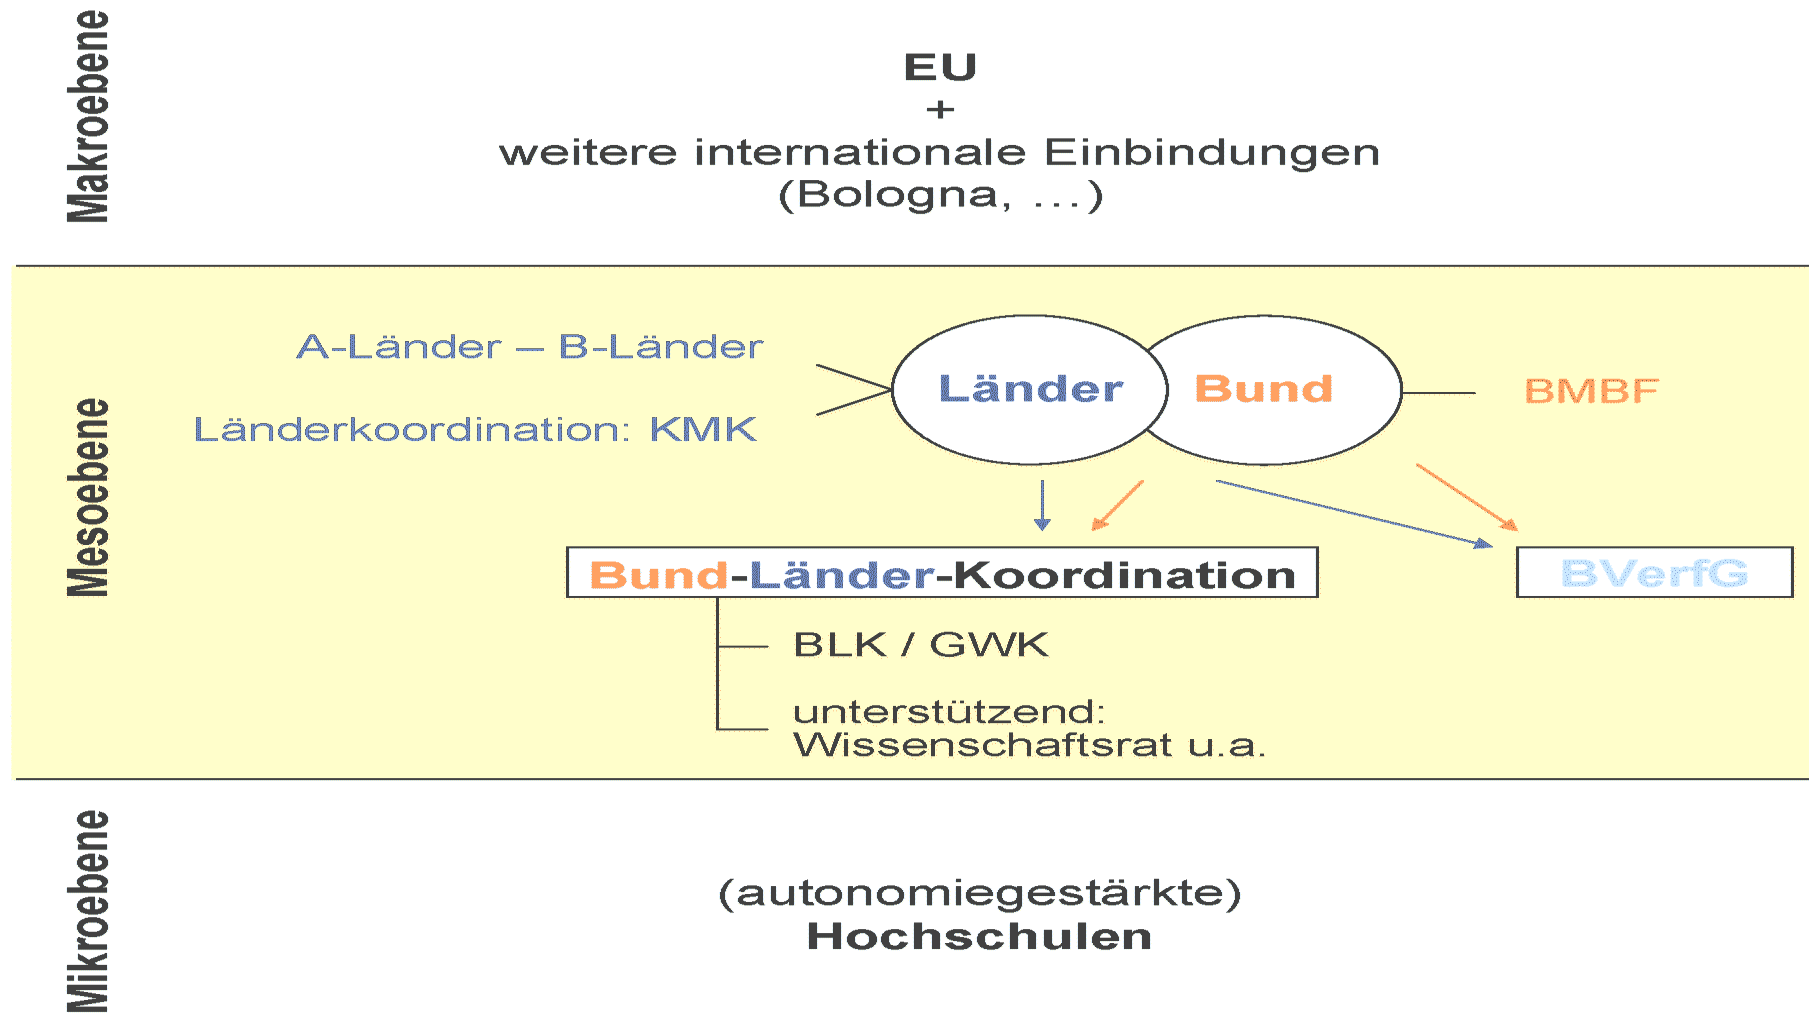 Makroebene
EU
+
weitere internationale Einbindungen
(Bologna, …)
Mesoebene
A-Länder – B-Länder
Länderkoordination: KMK
Länder
Bund
BMBF
Bund-Länder-Koordination
BVerfG
BLK / GWK
unterstützend:
Wissenschaftsrat u.a.
Mikroebene
(autonomiegestärkte)
Hochschulen